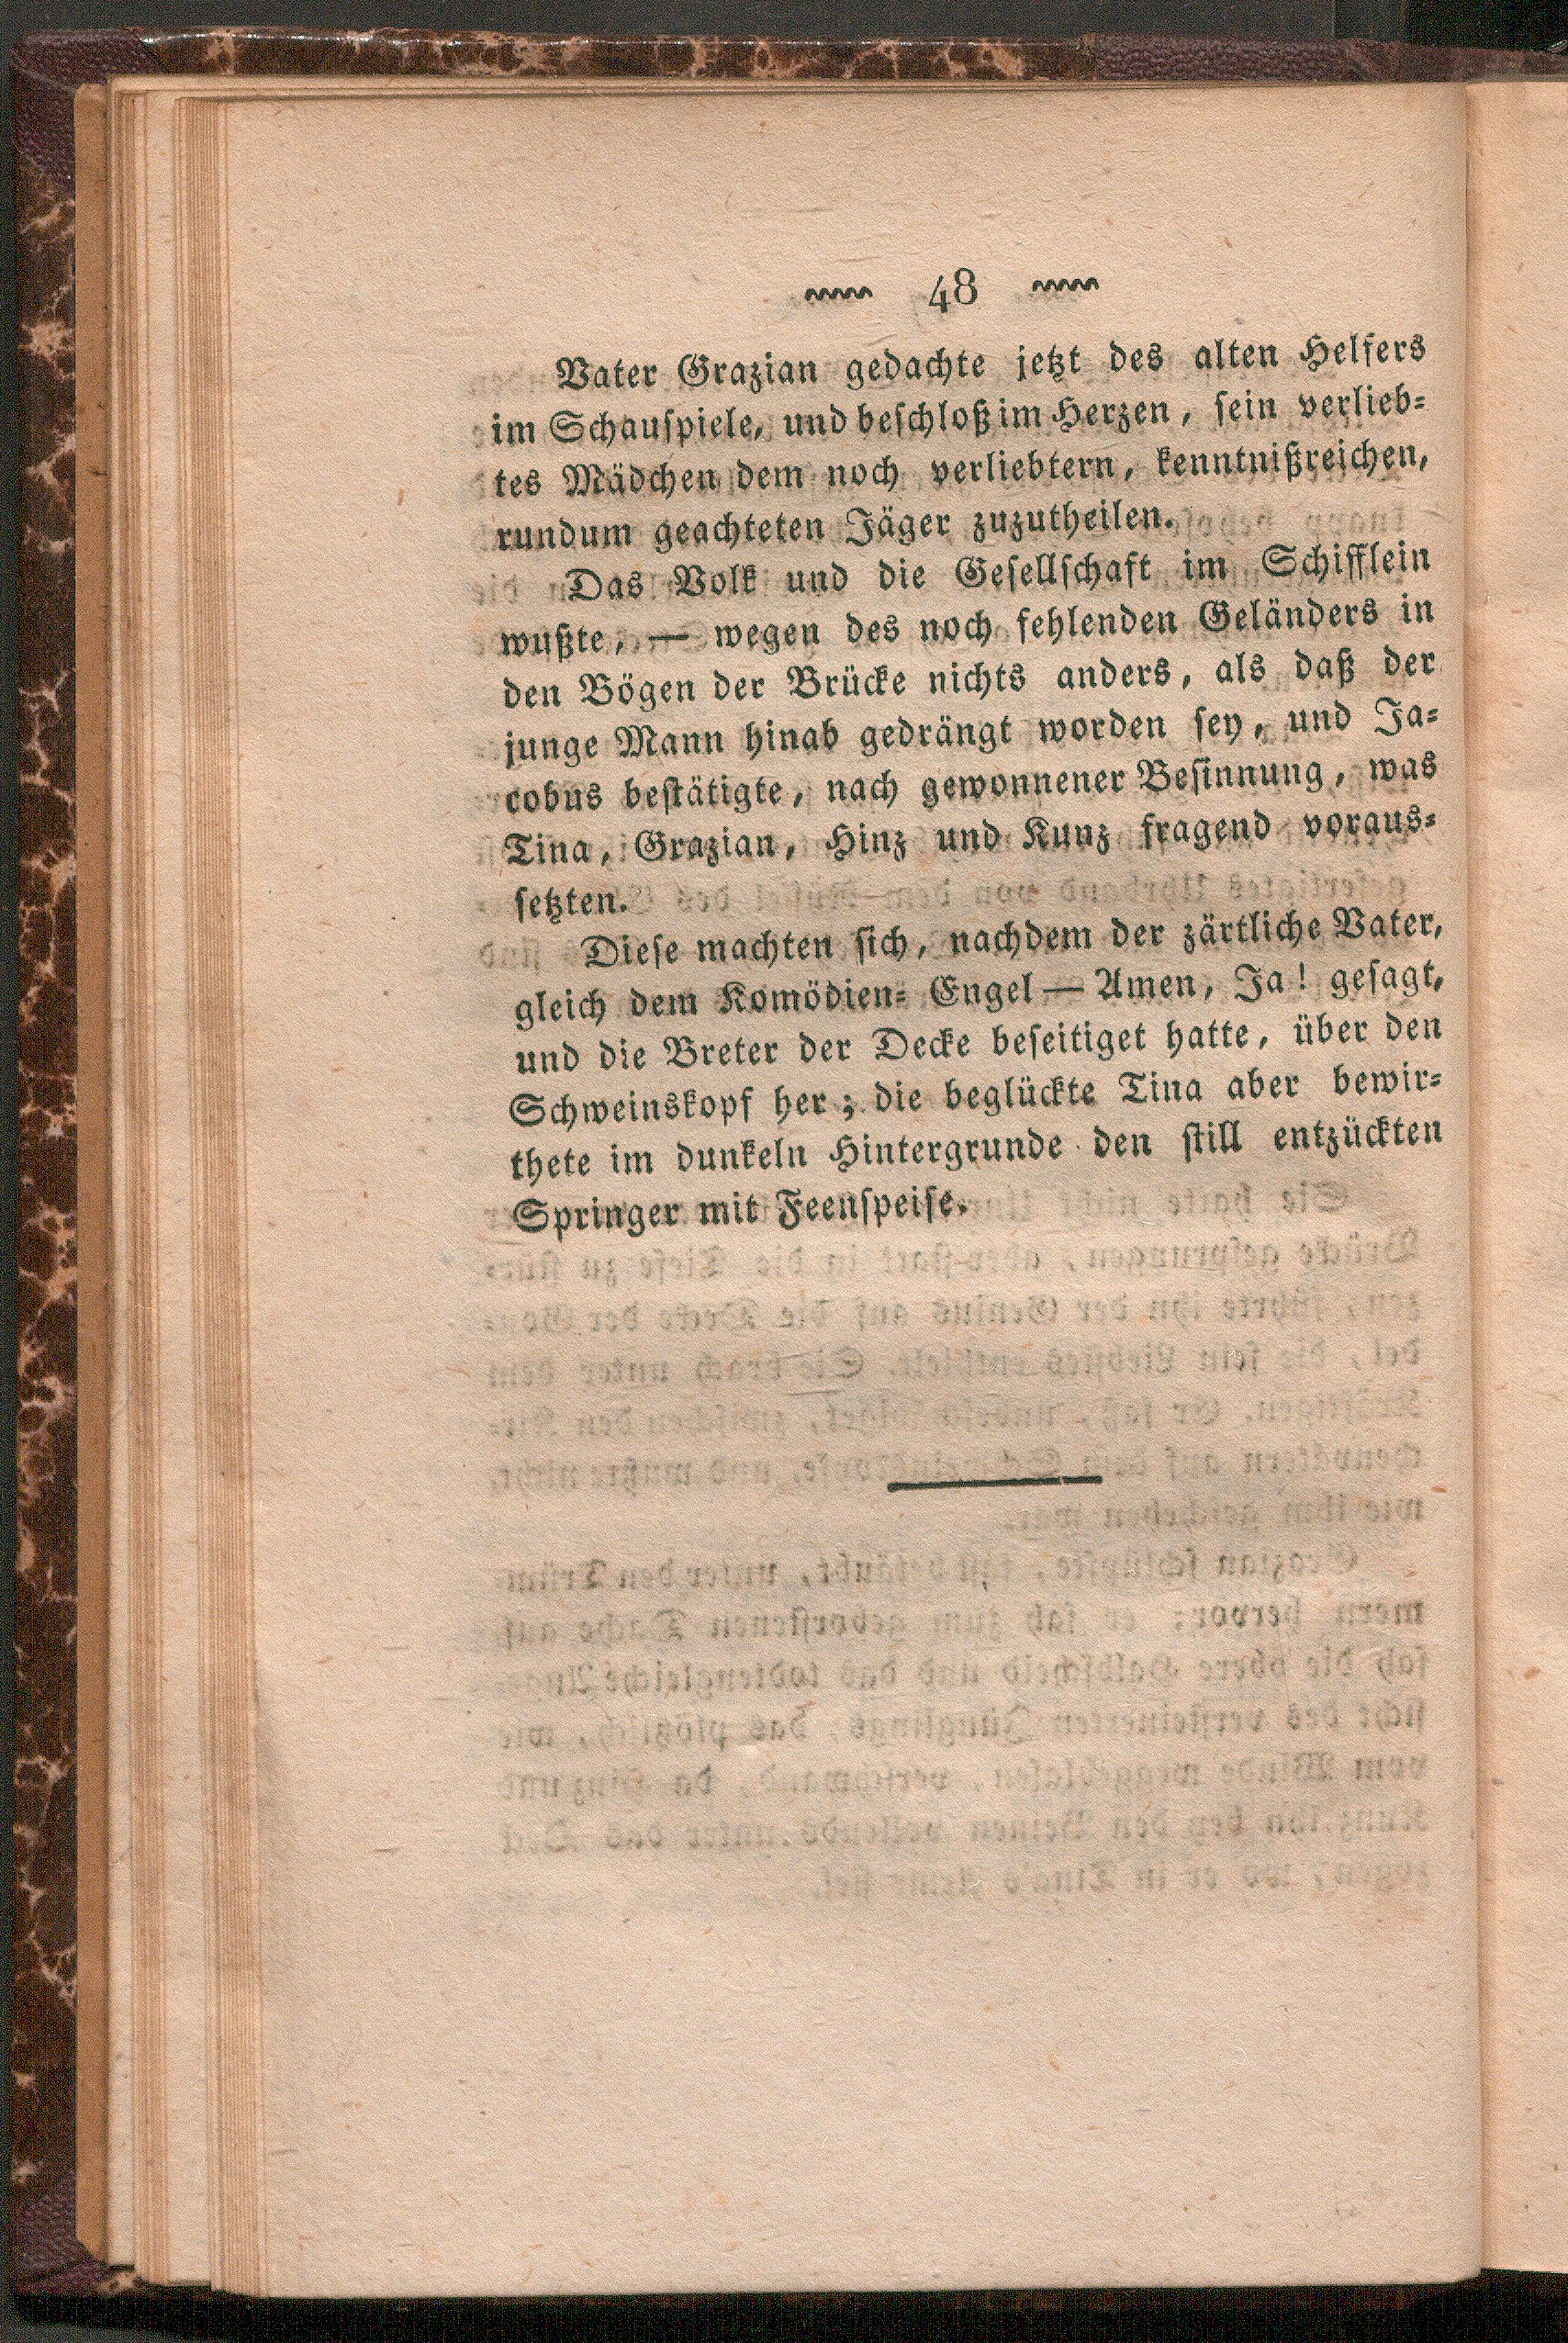 48
Vater Grazian gedachte jetzt des alten Helfers
im Schauspiele, und beschloß im Herzen, sein verlieb-
tes Mädchen dem noch verliebtern, kenntnißreichen,
rundum geachteten Jäger zuzutheilen.
Das Volk und die Gesellschaft im Schifflein
wußte, — wegen des noch fehlenden Geländers in
den Bögen der Brücke nichts anders, als daß der
junge Mann hinab gedrängt worden sey, und Ja-
cobus bestätigte, nach gewonnener Besinnung, was
Tina, Grazian, Hinz und Kunz fragend voraus-
setzten.
Diese machten sich, nachdem der zärtliche Vater,
gleich dem Komödien- Engel — Amen, Ja! gesagt,
und die Breter der Decke beseitiget hatte, über den
Schweinskopf her; die beglückte Tina aber bewir-
thete im dunkeln Hintergrunde den still entzückten
Springer mit Feenspeise.